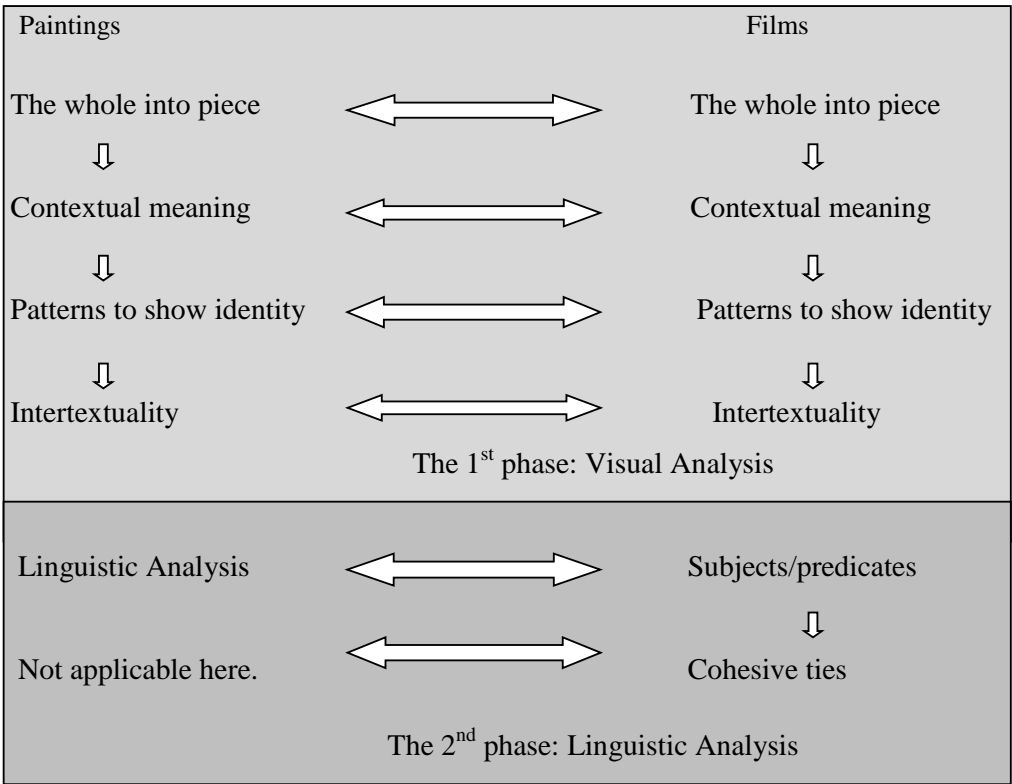 Paintings Films
The whole into piece The whole into piece
Contextual meaning Contextual meaning
Patterns to show identity Patterns to show identity
Intertextuality Intertextuality
The 1st phase: Visual Analysis
Linguistic Analysis Subjects/predicates
Not applicable here. Cohesive ties
The 2nd phase: Linguistic Analysis